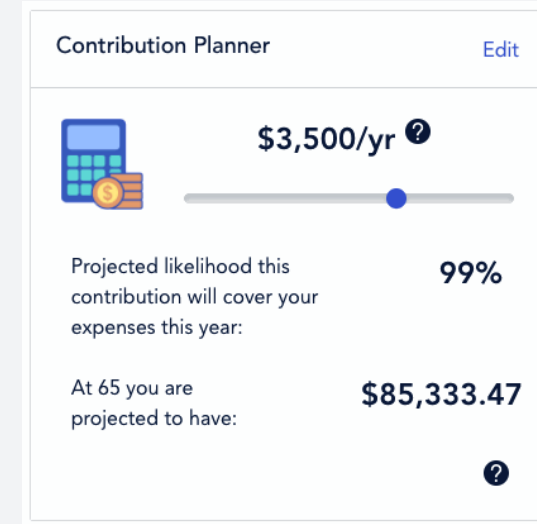 Contribution Planner
Edit
$3,500/yr ?
$
Projected likelihood this
contribution will cover your
expenses this year:
99%
At 65 you are
projected to have:
$85,333.47
?